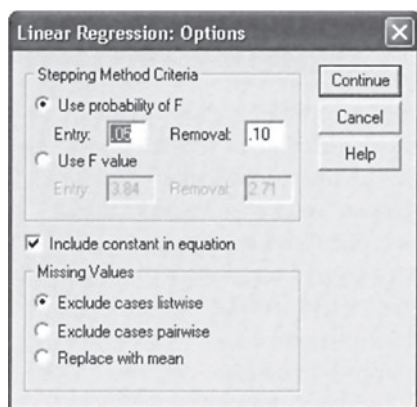 Linear Regression: Options
Stepping Method Criteria
Use probability of F
Entry: .05 Removal: .10
Use F value
Entry: 3.84 Removal: 2.71
Include constant in equation
Missing Values
Exclude cases listwise
Exclude cases pairwise
Replace with mean
Continue
Cancel
Help